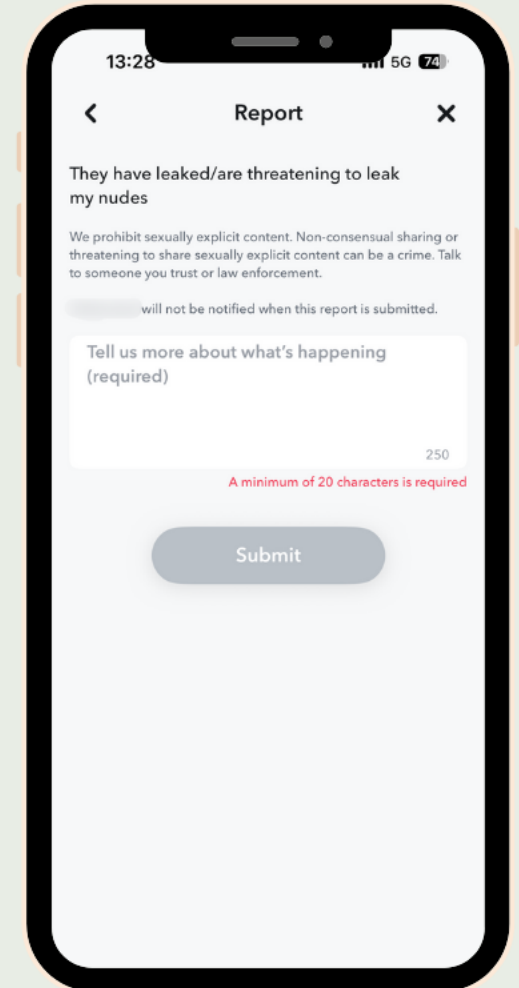 13:28 5G 74
Report
They have leaked/are threatening to leak
my nudes
We prohibit sexually explicit content. Non-consensual sharing or
threatening to share sexually explicit content can be a crime. Talk
to someone you trust or law enforcement.
will not be notified when this report is submitted.
Tell us more about what's happening
(required)
250
A minimum of 20 characters is required
Submit